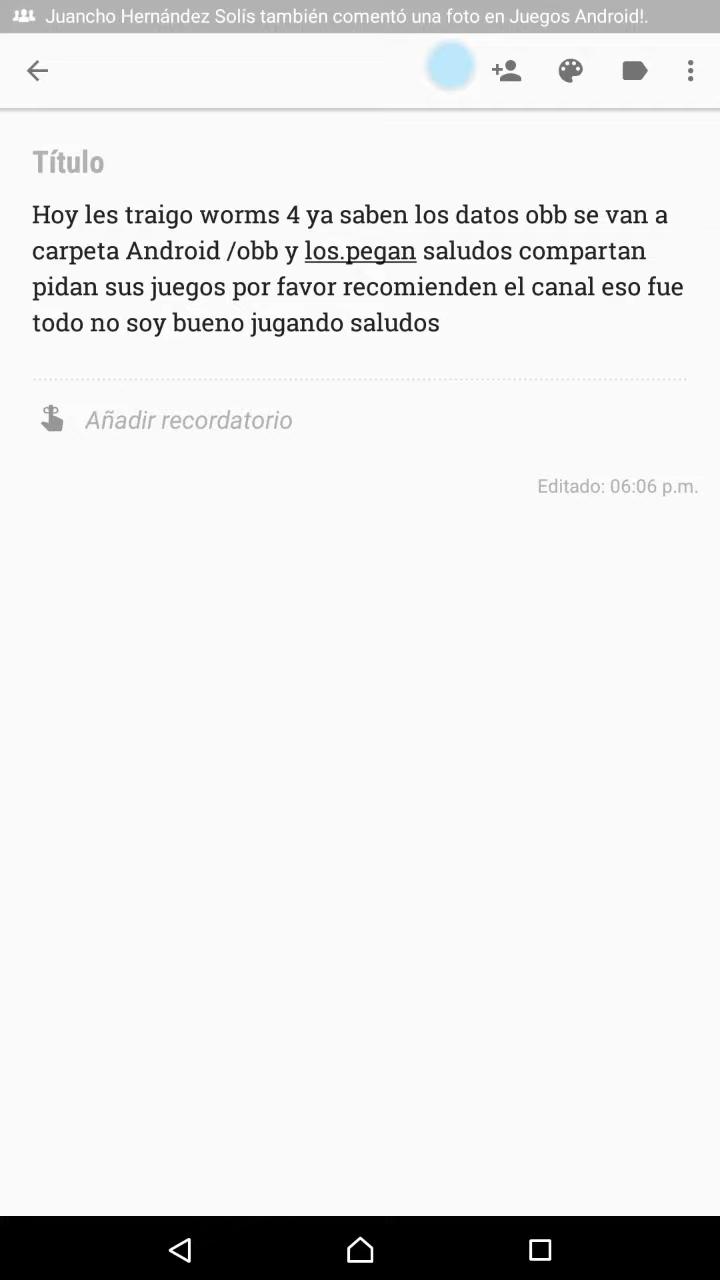 Juancho Hernández Solís también comentó una foto en Juegos Android!.
Título
Hoy les traigo worms 4 ya saben los datos obb se van a
carpeta Android /obb y los.pegan saludos compartan
pidan sus juegos por favor recomienden el canal eso fue
todo no soy bueno jugando saludos
Añadir recordatorio
Editado: 06:06 p.m.